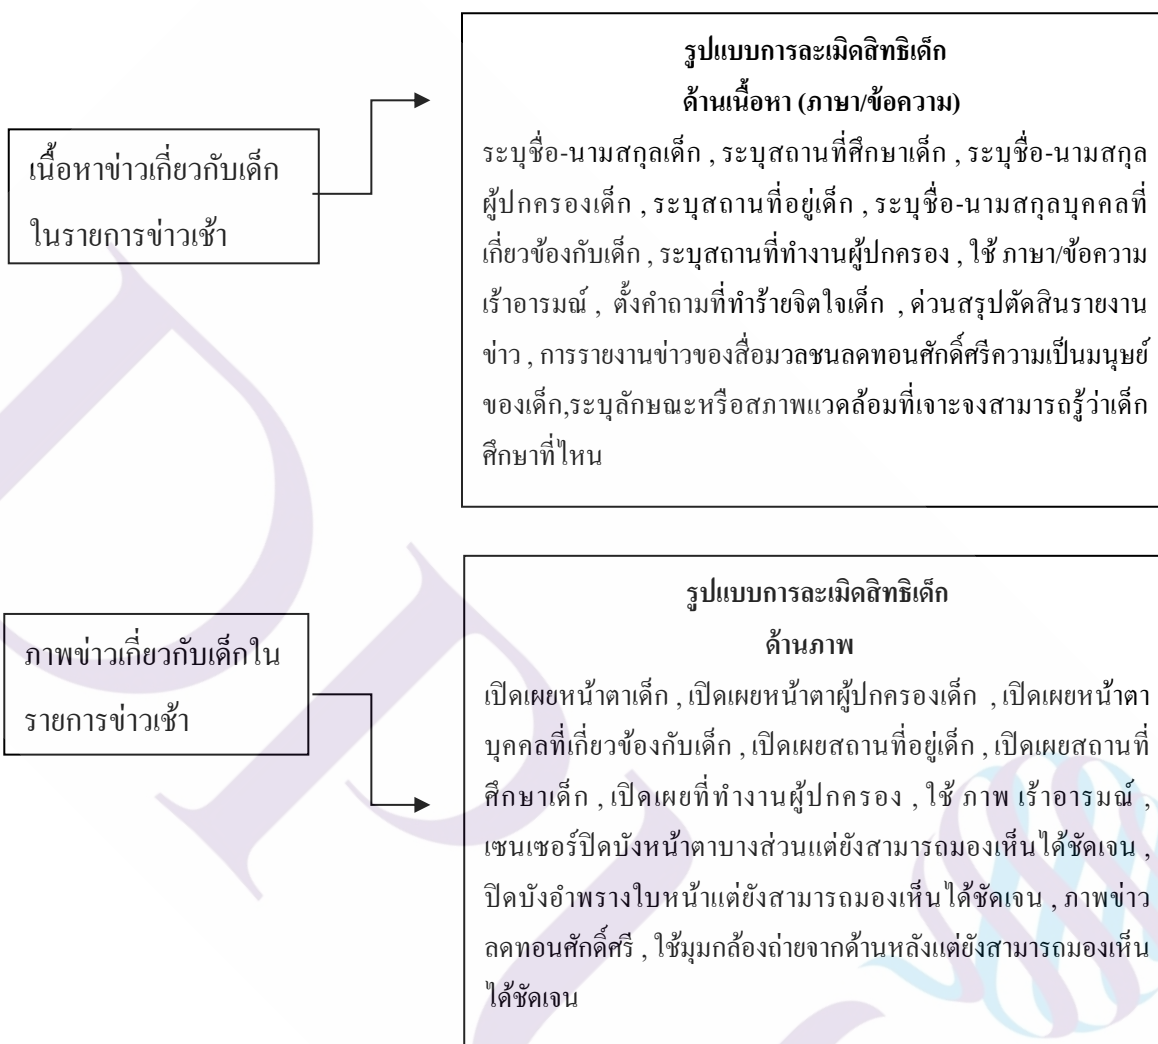 รูปแบบการละเมิดสิทธิเด็ก
ด้านเนื้อหา (ภาษา/ข้อความ)
เนื้อหาข่าวเกี่ยวกับเด็ก
ในรายการข่าวเช้า
ระบุชื่อ-นามสกุลเด็ก , ระบุสถานที่ศึกษาเด็ก , ระบุชื่อ-นามสกุล
ผู้ปกครองเด็ก , ระบุสถานที่อยู่เด็ก , ระบุชื่อ-นามสกุลบุคคลที่
เกี่ยวข้องกับเด็ก , ระบุสถานที่ทำงานผู้ปกครอง , ใช้ ภาษา/ข้อความ
เร้าอารมณ์ , ตั้งคำถามที่ทำร้ายจิตใจเด็ก , ด่วนสรุปตัดสินรายงาน
ข่าว , การรายงานข่าวของสื่อมวลชนลดทอนศักดิ์ศรีความเป็นมนุษย์
ของเด็ก,ระบุลักษณะหรือสภาพแวดล้อมที่เจาะจงสามารถรู้ว่าเด็ก
ศึกษาที่ไหน
รูปแบบการละเมิดสิทธิเด็ก
ด้านภาพ
ภาพข่าวเกี่ยวกับเด็กใน
รายการข่าวเช้า
เปิดเผยหน้าตาเด็ก , เปิดเผยหน้าตาผู้ปกครองเด็ก , เปิดเผยหน้าตา
บุคคลที่เกี่ยวข้องกับเด็ก , เปิดเผยสถานที่อยู่เด็ก , เปิดเผยสถานที่
ศึกษาเด็ก , เปิดเผยที่ทำงานผู้ปกครอง , ใช้ ภาพ เร้าอารมณ์ ,
เซนเซอร์ปิดบังหน้าตาบางส่วนแต่ยังสามารถมองเห็นได้ชัดเจน ,
ปิดบังอำพรางใบหน้าแต่ยังสามารถมองเห็นได้ชัดเจน , ภาพข่าว
ลดทอนศักดิ์ศรี , ใช้มุมกล้องถ่ายจากด้านหลังแต่ยังสามารถมองเห็น
ได้ชัดเจน